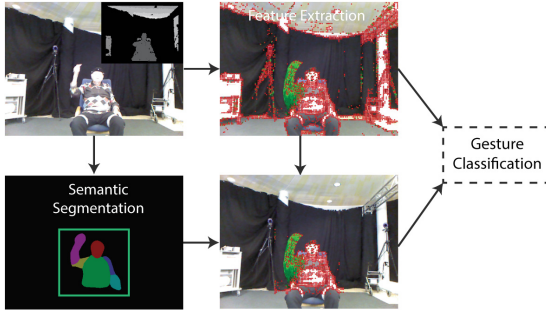 Feature Extraction
Semantic
Segmentation
Gesture
Classification